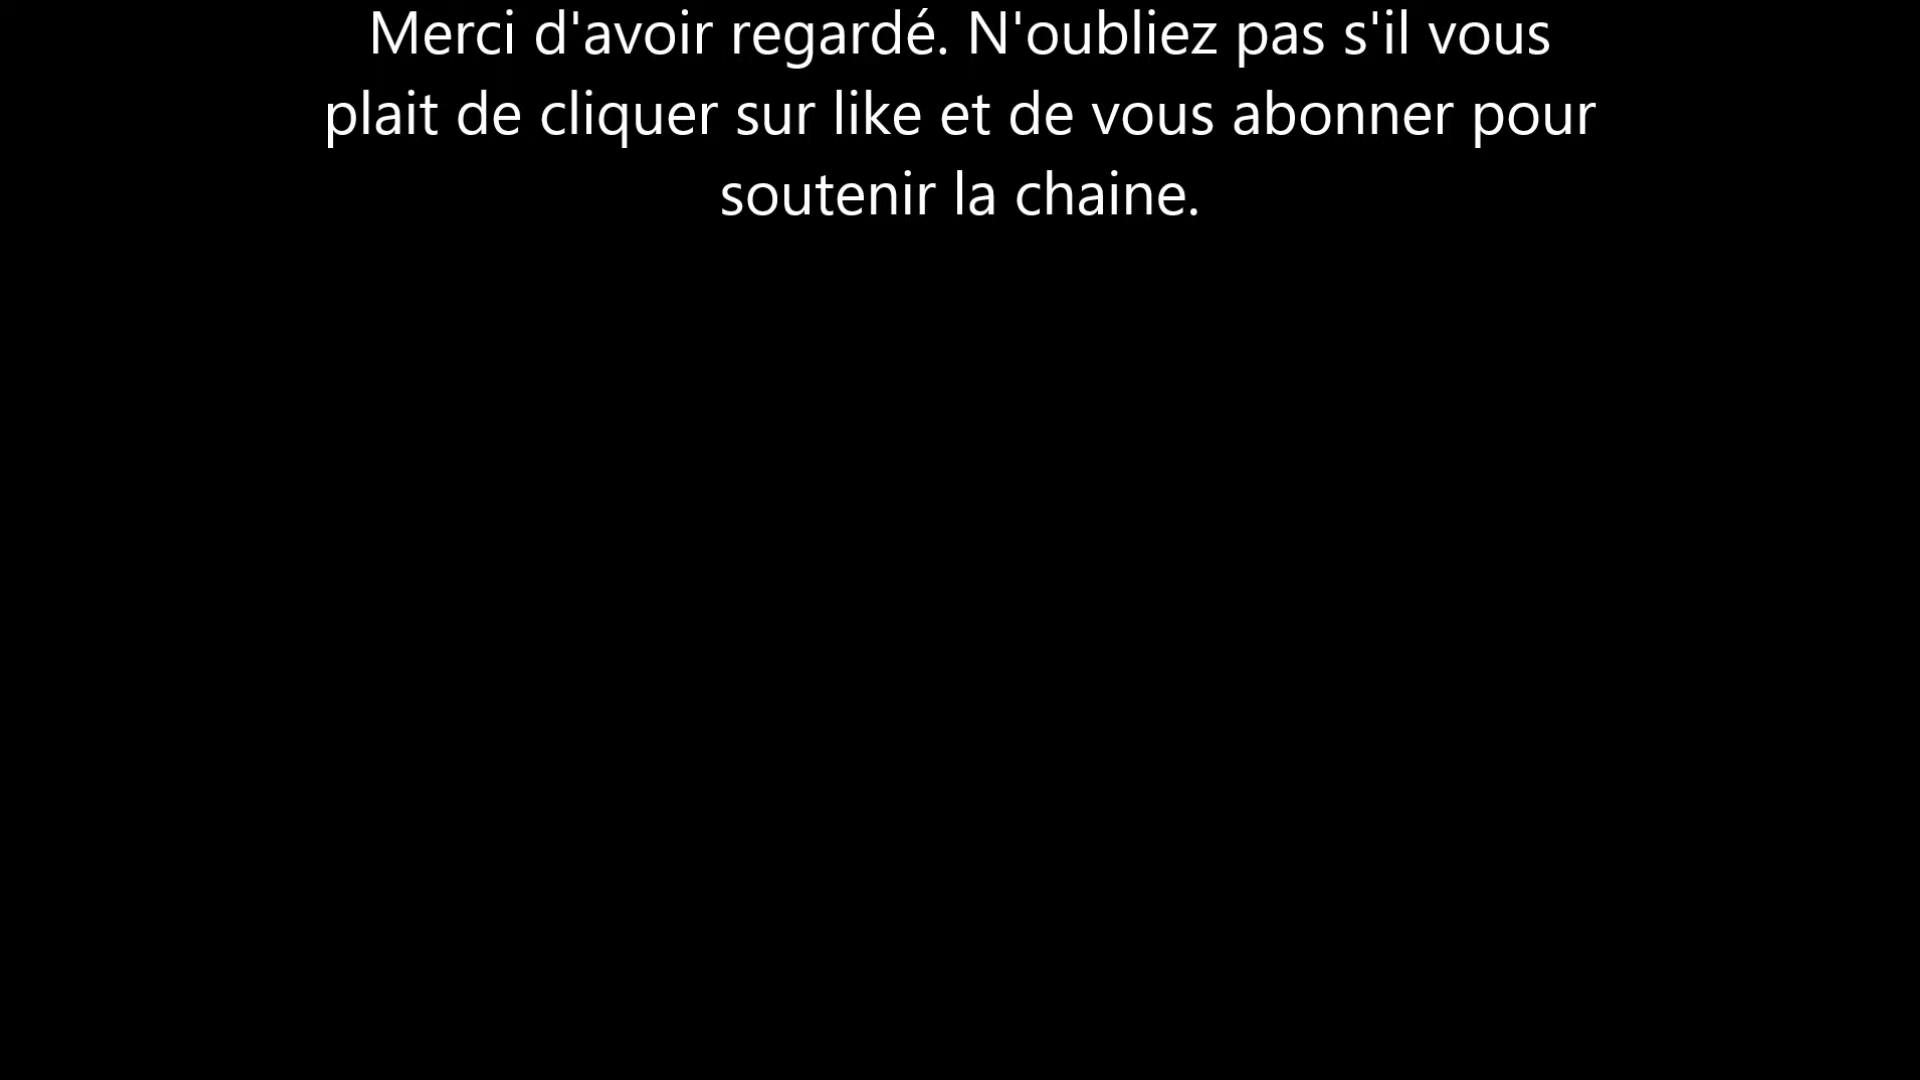 Merci d'avoir regardé. N'oubliez pas s'il vous
plait de cliquer sur like et de vous abonner pour
soutenir la chaine.